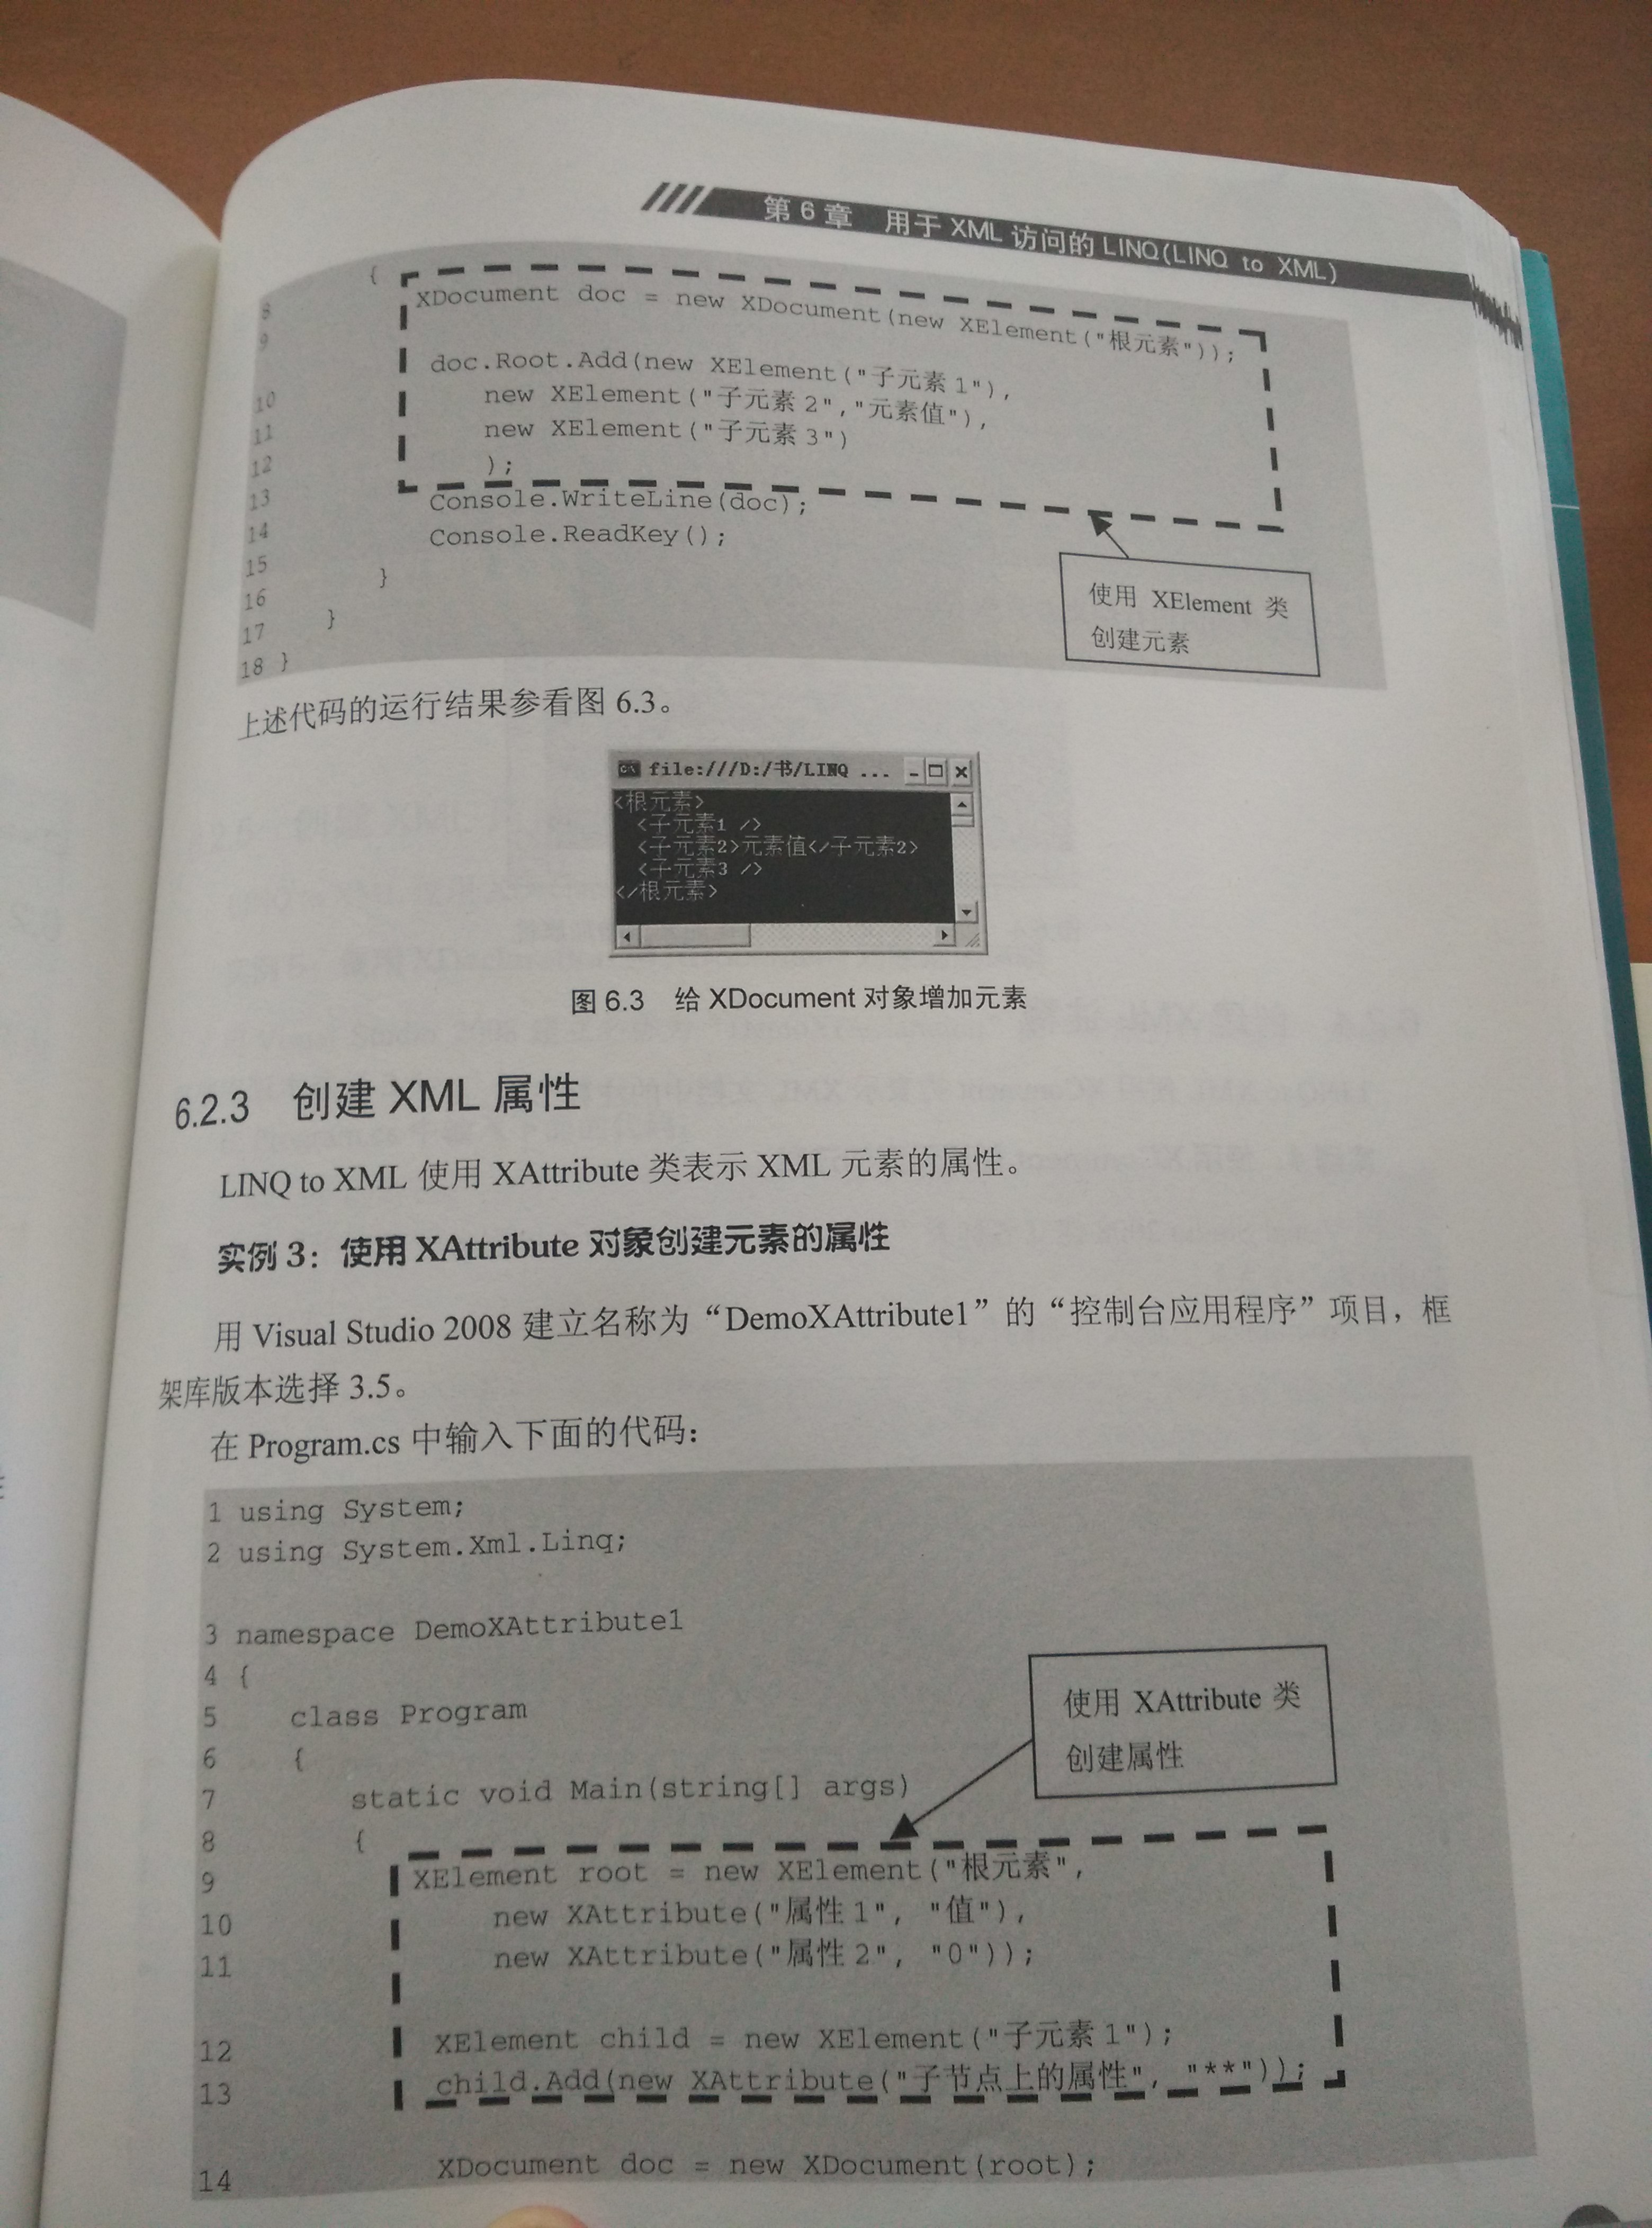 第 6 章 用于 XML 访问的 LINQ(LINQ to XML)
8 {
9 XDocument doc = new XDocument(new XElement("根元素"));
10 doc.Root.Add(new XElement("子元素1"),
11 new XElement("子元素2","元素值"),
12 new XElement("子元素3")
13 );
14 Console.WriteLine(doc);
15 Console.ReadKey();
16 }
17 }
18 }
使用 XElement 类
创建元素
上述代码的运行结果参看图 6.3。
file:///D:/书/LINQ ...
<根元素>
<子元素1 />
<子元素2>元素值</子元素2>
<子元素3 />
</根元素>
图 6.3 给 XDocument 对象增加元素
6.2.3 创建 XML 属性
LINQ to XML 使用 XAttribute 类表示 XML 元素的属性。
实例 3：使用 XAttribute 对象创建元素的属性
用 Visual Studio 2008 建立名称为“DemoXAttribute1”的“控制台应用程序”项目，框
架库版本选择 3.5。
在 Program.cs 中输入下面的代码：
1 using System;
2 using System.Xml.Linq;
3 namespace DemoXAttribute1
4 {
5 class Program
6 {
7 static void Main(string[] args)
8 {
9 XElement root = new XElement("根元素",
10 new XAttribute("属性1", "值"),
11 new XAttribute("属性2", "0"));
12 XElement child = new XElement("子元素1");
13 child.Add(new XAttribute("子节点上的属性", "**"));
14 XDocument doc = new XDocument(root);
使用 XAttribute 类
创建属性